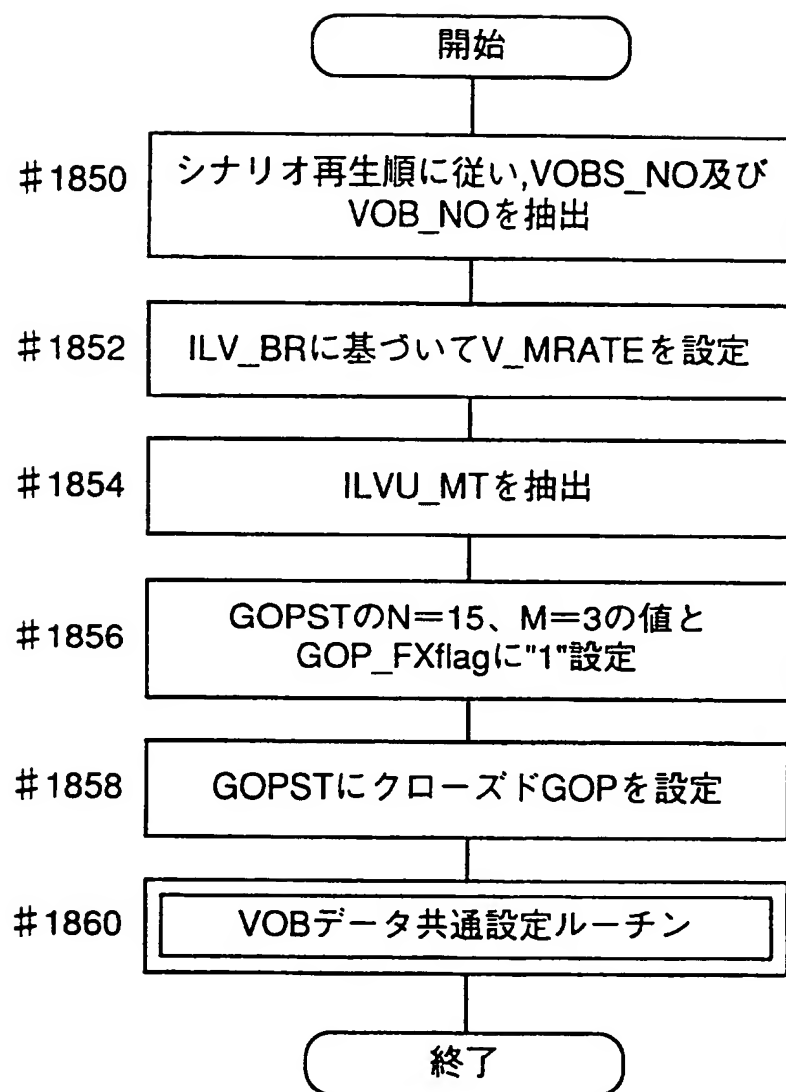 開始
#1850
シナリオ再生順に従い,VOBS_NO及び
VOB_NOを抽出
#1852
ILV_BRに基づいてV_MRATEを設定
#1854
ILVU_MTを抽出
#1856
GOPSTのN=15、M=3の値と
GOP_FXflagに"1"設定
#1858
GOPSTにクローズドGOPを設定
#1860
VOBデータ共通設定ルーチン
終了